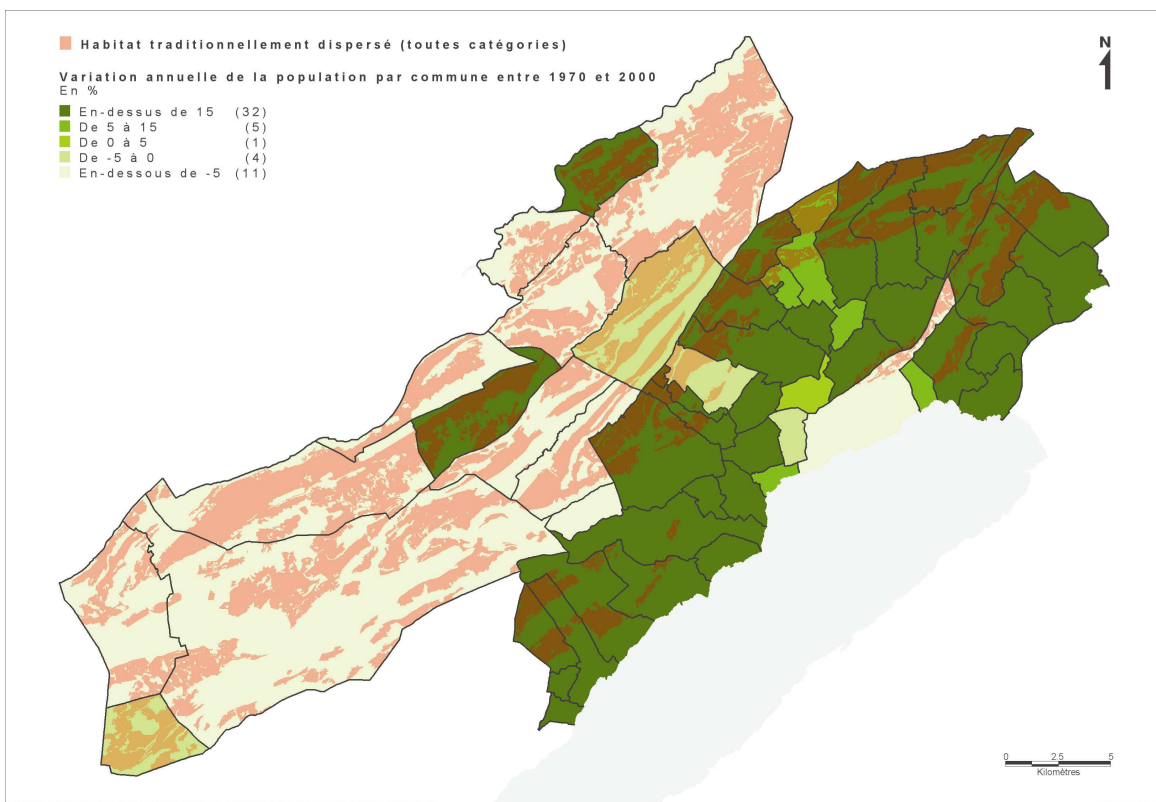 Habitat traditionnellement dispersé (toutes catégories)
Variation annuelle de la population par commune entre 1970 et 2000
En %
En-dessus de 15 (32)
De 5 à 15 (5)
De 0 à 5 (1)
De -5 à 0 (4)
En-dessous de -5 (11)
N
0 2.5 5
Kilomètres